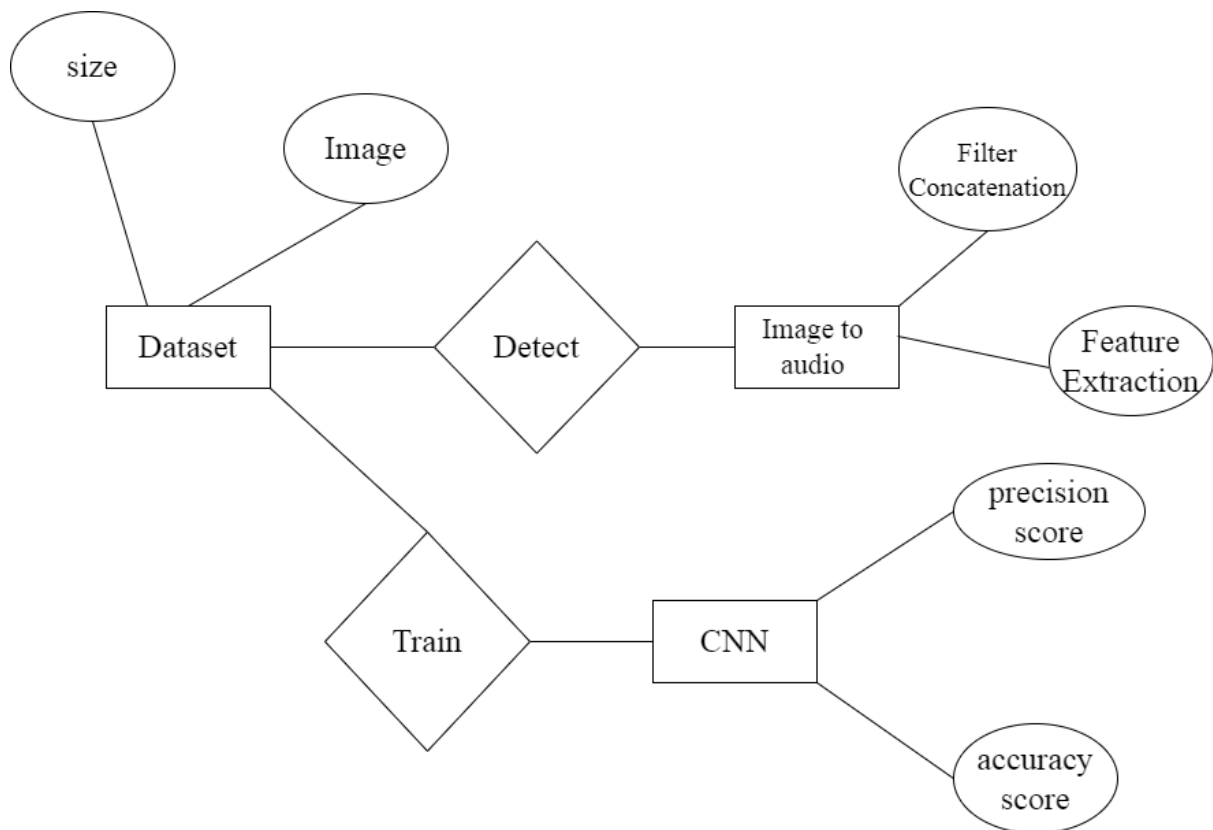 size
Image
Filter
Concatenation
Dataset
Detect
Image to
audio
Feature
Extraction
precision
score
Train
CNN
accuracy
score